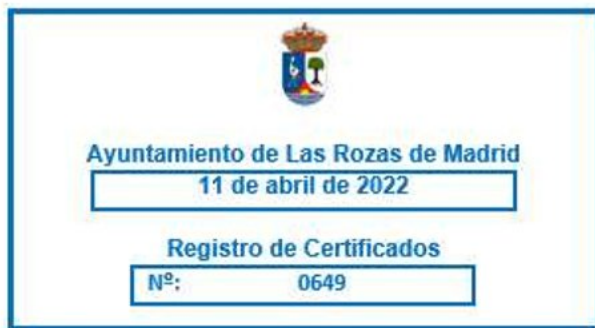 Ayuntamiento de Las Rozas de Madrid
11 de abril de 2022
Registro de Certificados
Nº: 0649